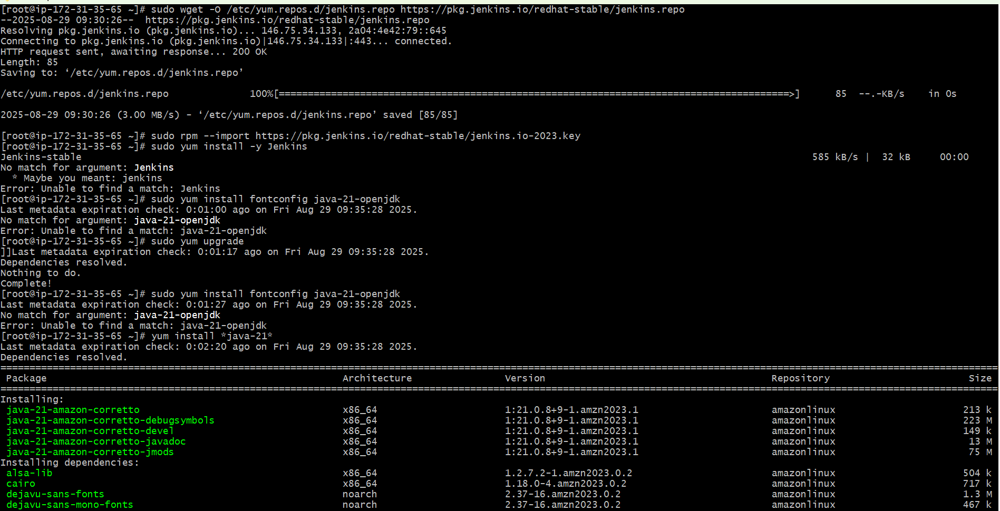 [root@ip-172-31-35-65 ~]# sudo wget -O /etc/yum.repos.d/jenkins.repo https://pkg.jenkins.io/redhat-stable/jenkins.repo
--2025-08-29 09:30:26--  https://pkg.jenkins.io/redhat-stable/jenkins.repo
Resolving pkg.jenkins.io (pkg.jenkins.io)... 146.75.34.133, 2a04:4e42:79::645
Connecting to pkg.jenkins.io (pkg.jenkins.io)|146.75.34.133|:443... connected.
HTTP request sent, awaiting response... 200 OK
Length: 85
Saving to: ‘/etc/yum.repos.d/jenkins.repo’
/etc/yum.repos.d/jenkins.repo 100%[========================================================================================>] 85 --.-KB/s in 0s
2025-08-29 09:30:26 (3.00 MB/s) - ‘/etc/yum.repos.d/jenkins.repo’ saved [85/85]
[root@ip-172-31-35-65 ~]# sudo rpm --import https://pkg.jenkins.io/redhat-stable/jenkins.io-2023.key
[root@ip-172-31-35-65 ~]# sudo yum install -y Jenkins
Jenkins-stable 585 kB/s | 32 kB 00:00
No match for argument: Jenkins
  * Maybe you meant: jenkins
Error: Unable to find a match: Jenkins
[root@ip-172-31-35-65 ~]# sudo yum install fontconfig java-21-openjdk
Last metadata expiration check: 0:01:00 ago on Fri Aug 29 09:35:28 2025.
No match for argument: java-21-openjdk
Error: Unable to find a match: java-21-openjdk
[root@ip-172-31-35-65 ~]# sudo yum upgrade
]]Last metadata expiration check: 0:01:17 ago on Fri Aug 29 09:35:28 2025.
Dependencies resolved.
Nothing to do.
Complete!
[root@ip-172-31-35-65 ~]# sudo yum install fontconfig java-21-openjdk
Last metadata expiration check: 0:01:27 ago on Fri Aug 29 09:35:28 2025.
No match for argument: java-21-openjdk
Error: Unable to find a match: java-21-openjdk
[root@ip-172-31-35-65 ~]# yum install *java-21*
Last metadata expiration check: 0:02:20 ago on Fri Aug 29 09:35:28 2025.
Dependencies resolved.
Package Architecture Version Repository Size
Installing:
java-21-amazon-corretto x86_64 1:21.0.8+9-1.amzn2023.1 amazonlinux 213 k
java-21-amazon-corretto-debugsymbols x86_64 1:21.0.8+9-1.amzn2023.1 amazonlinux 223 M
java-21-amazon-corretto-devel x86_64 1:21.0.8+9-1.amzn2023.1 amazonlinux 149 k
java-21-amazon-corretto-javadoc x86_64 1:21.0.8+9-1.amzn2023.1 amazonlinux 13 M
java-21-amazon-corretto-jmods x86_64 1:21.0.8+9-1.amzn2023.1 amazonlinux 75 M
Installing dependencies:
alsa-lib x86_64 1.2.7.2-1.amzn2023.0.2 amazonlinux 504 k
cairo x86_64 1.18.0-4.amzn2023.0.2 amazonlinux 717 k
dejavu-sans-fonts noarch 2.37-16.amzn2023.0.2 amazonlinux 1.3 M
dejavu-sans-mono-fonts noarch 2.37-16.amzn2023.0.2 amazonlinux 467 k